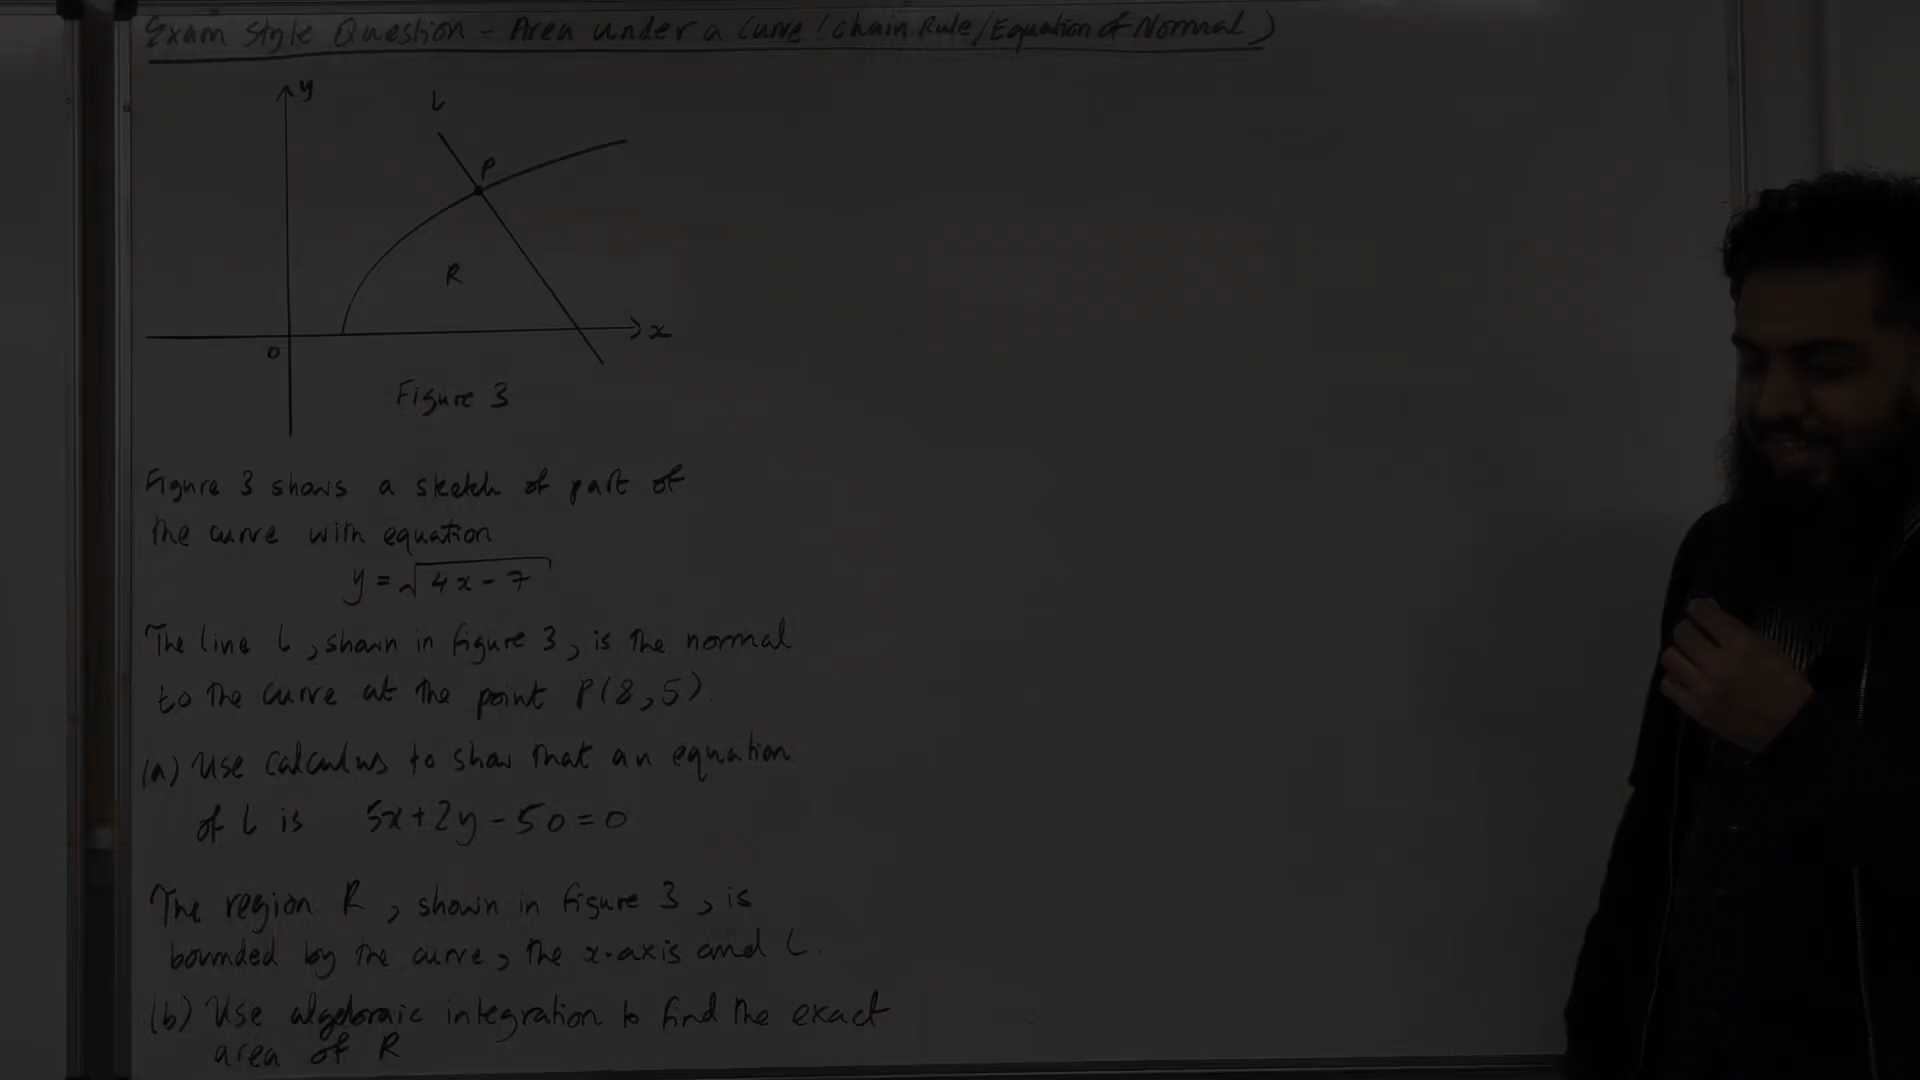 Exam Style Question - Area under a Curve (Chain Rule/Equation of Normal)
y
L
P
R
x
O
Figure 3
Figure 3 shows a sketch of part of
the curve with equation
y = √4x - 7
The line L, shown in figure 3, is the normal
to the curve at the point P(8,5).
(a) Use calculus to show that an equation
of L is 5x+2y-50=0
The region R, shown in figure 3, is
bounded by the curve, the x-axis and L.
(b) Use algebraic integration to find the exact
area of R